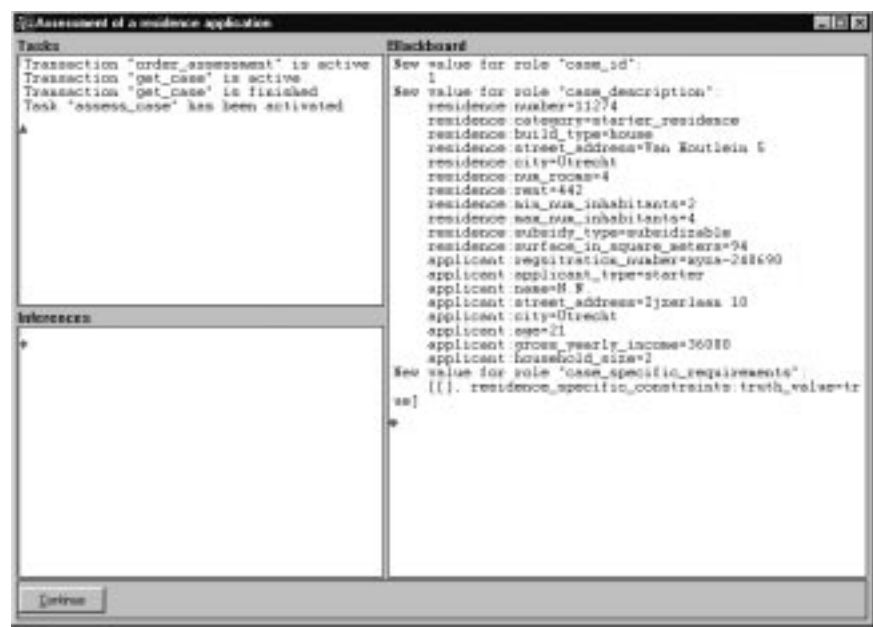 Assessment of a residence application
Tasks
Transaction "order_assessment" is active
Transaction "get_case" is active
Transaction "get_case" is finished
Task "assess_case" has been activated
Inferences
Blackboard
New value for role "case_id":
1
New value for role "case_description":
residence:number=11274
residence:category=starter_residence
residence:build_type=house
residence:street_address=Van Houtlein 5
residence:city=Utrecht
residence:num_rooms=4
residence:rent=442
residence:min_num_inhabitants=2
residence:max_num_inhabitants=4
residence:subsidy_type=subsidizable
residence:surface_in_square_meters=94
applicant:applicant_type=starter
applicant:name=N.N.
applicant:street_address=Ijzerlaan 10
applicant:city=Utrecht
applicant:age=21
applicant:gross_yearly_income=36000
applicant:household_size=2
New value for role "case_specific_requirements":
[[], residence_specific_constraints:truth_value=tr
ue]
Continue